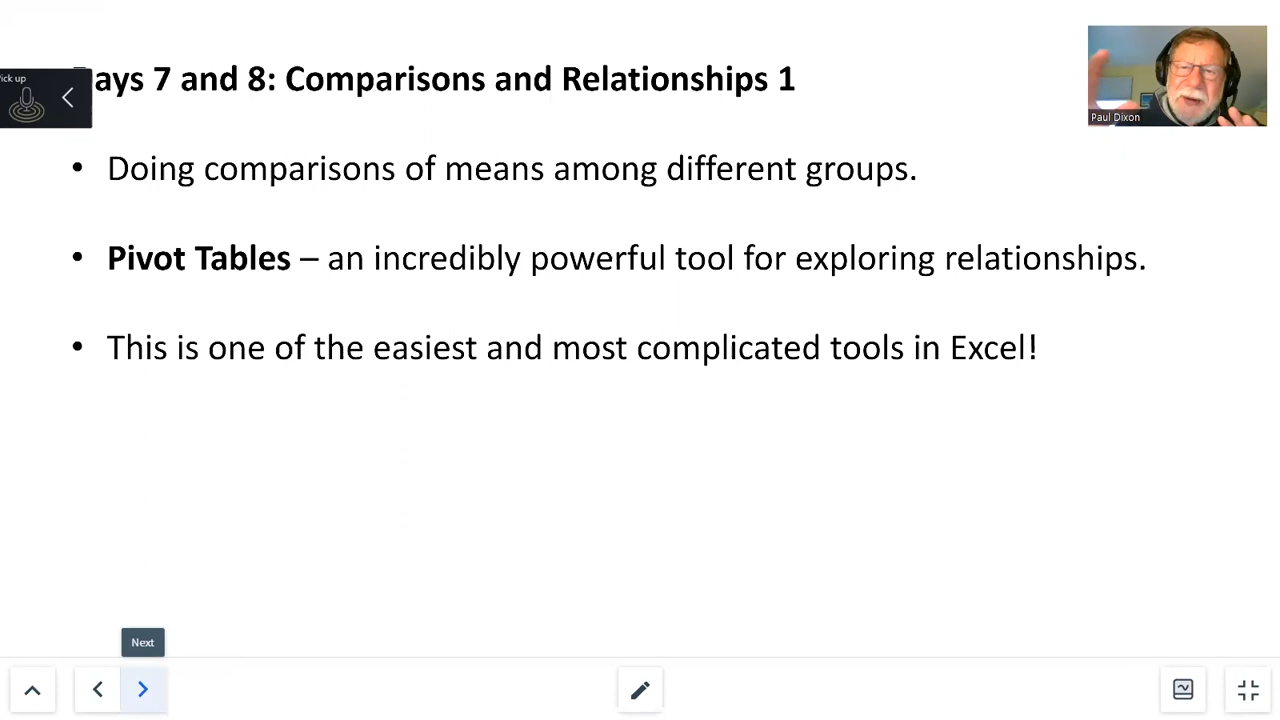 ays 7 and 8: Comparisons and Relationships 1
ick up
Paul Dixon
• Doing comparisons of means among different groups.
• Pivot Tables – an incredibly powerful tool for exploring relationships.
• This is one of the easiest and most complicated tools in Excel!
Next